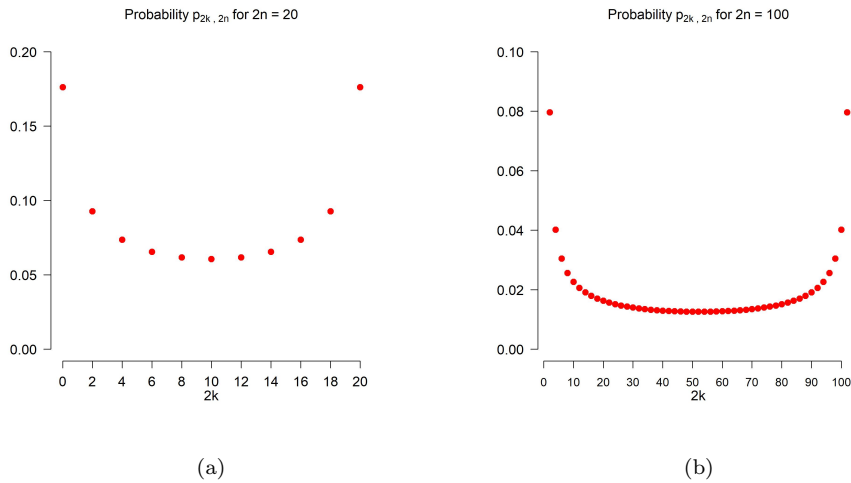 Probability p2k , 2n for 2n = 20
0.20
0.15
0.10
0.05
0.00
0 2 4 6 8 10 12 14 16 18 20
2k
(a)
Probability p2k , 2n for 2n = 100
0.10
0.08
0.06
0.04
0.02
0.00
0 10 20 30 40 50 60 70 80 90 100
2k
(b)